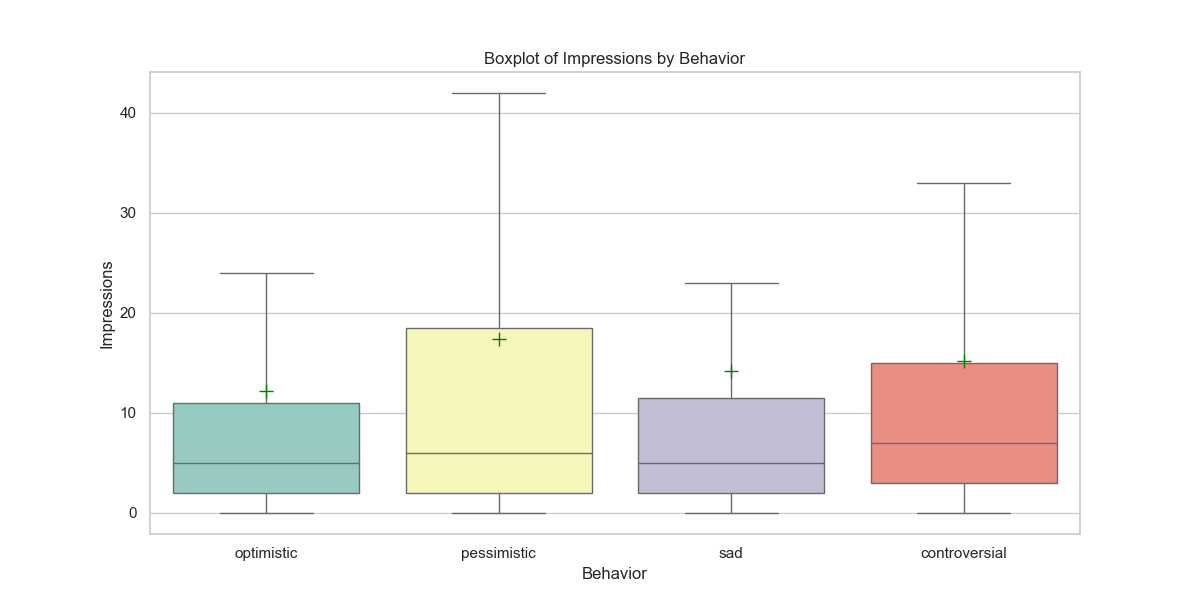 Boxplot of Impressions by Behavior
40
30
20
10
0
Impressions
optimistic pessimistic sad controversial
Behavior